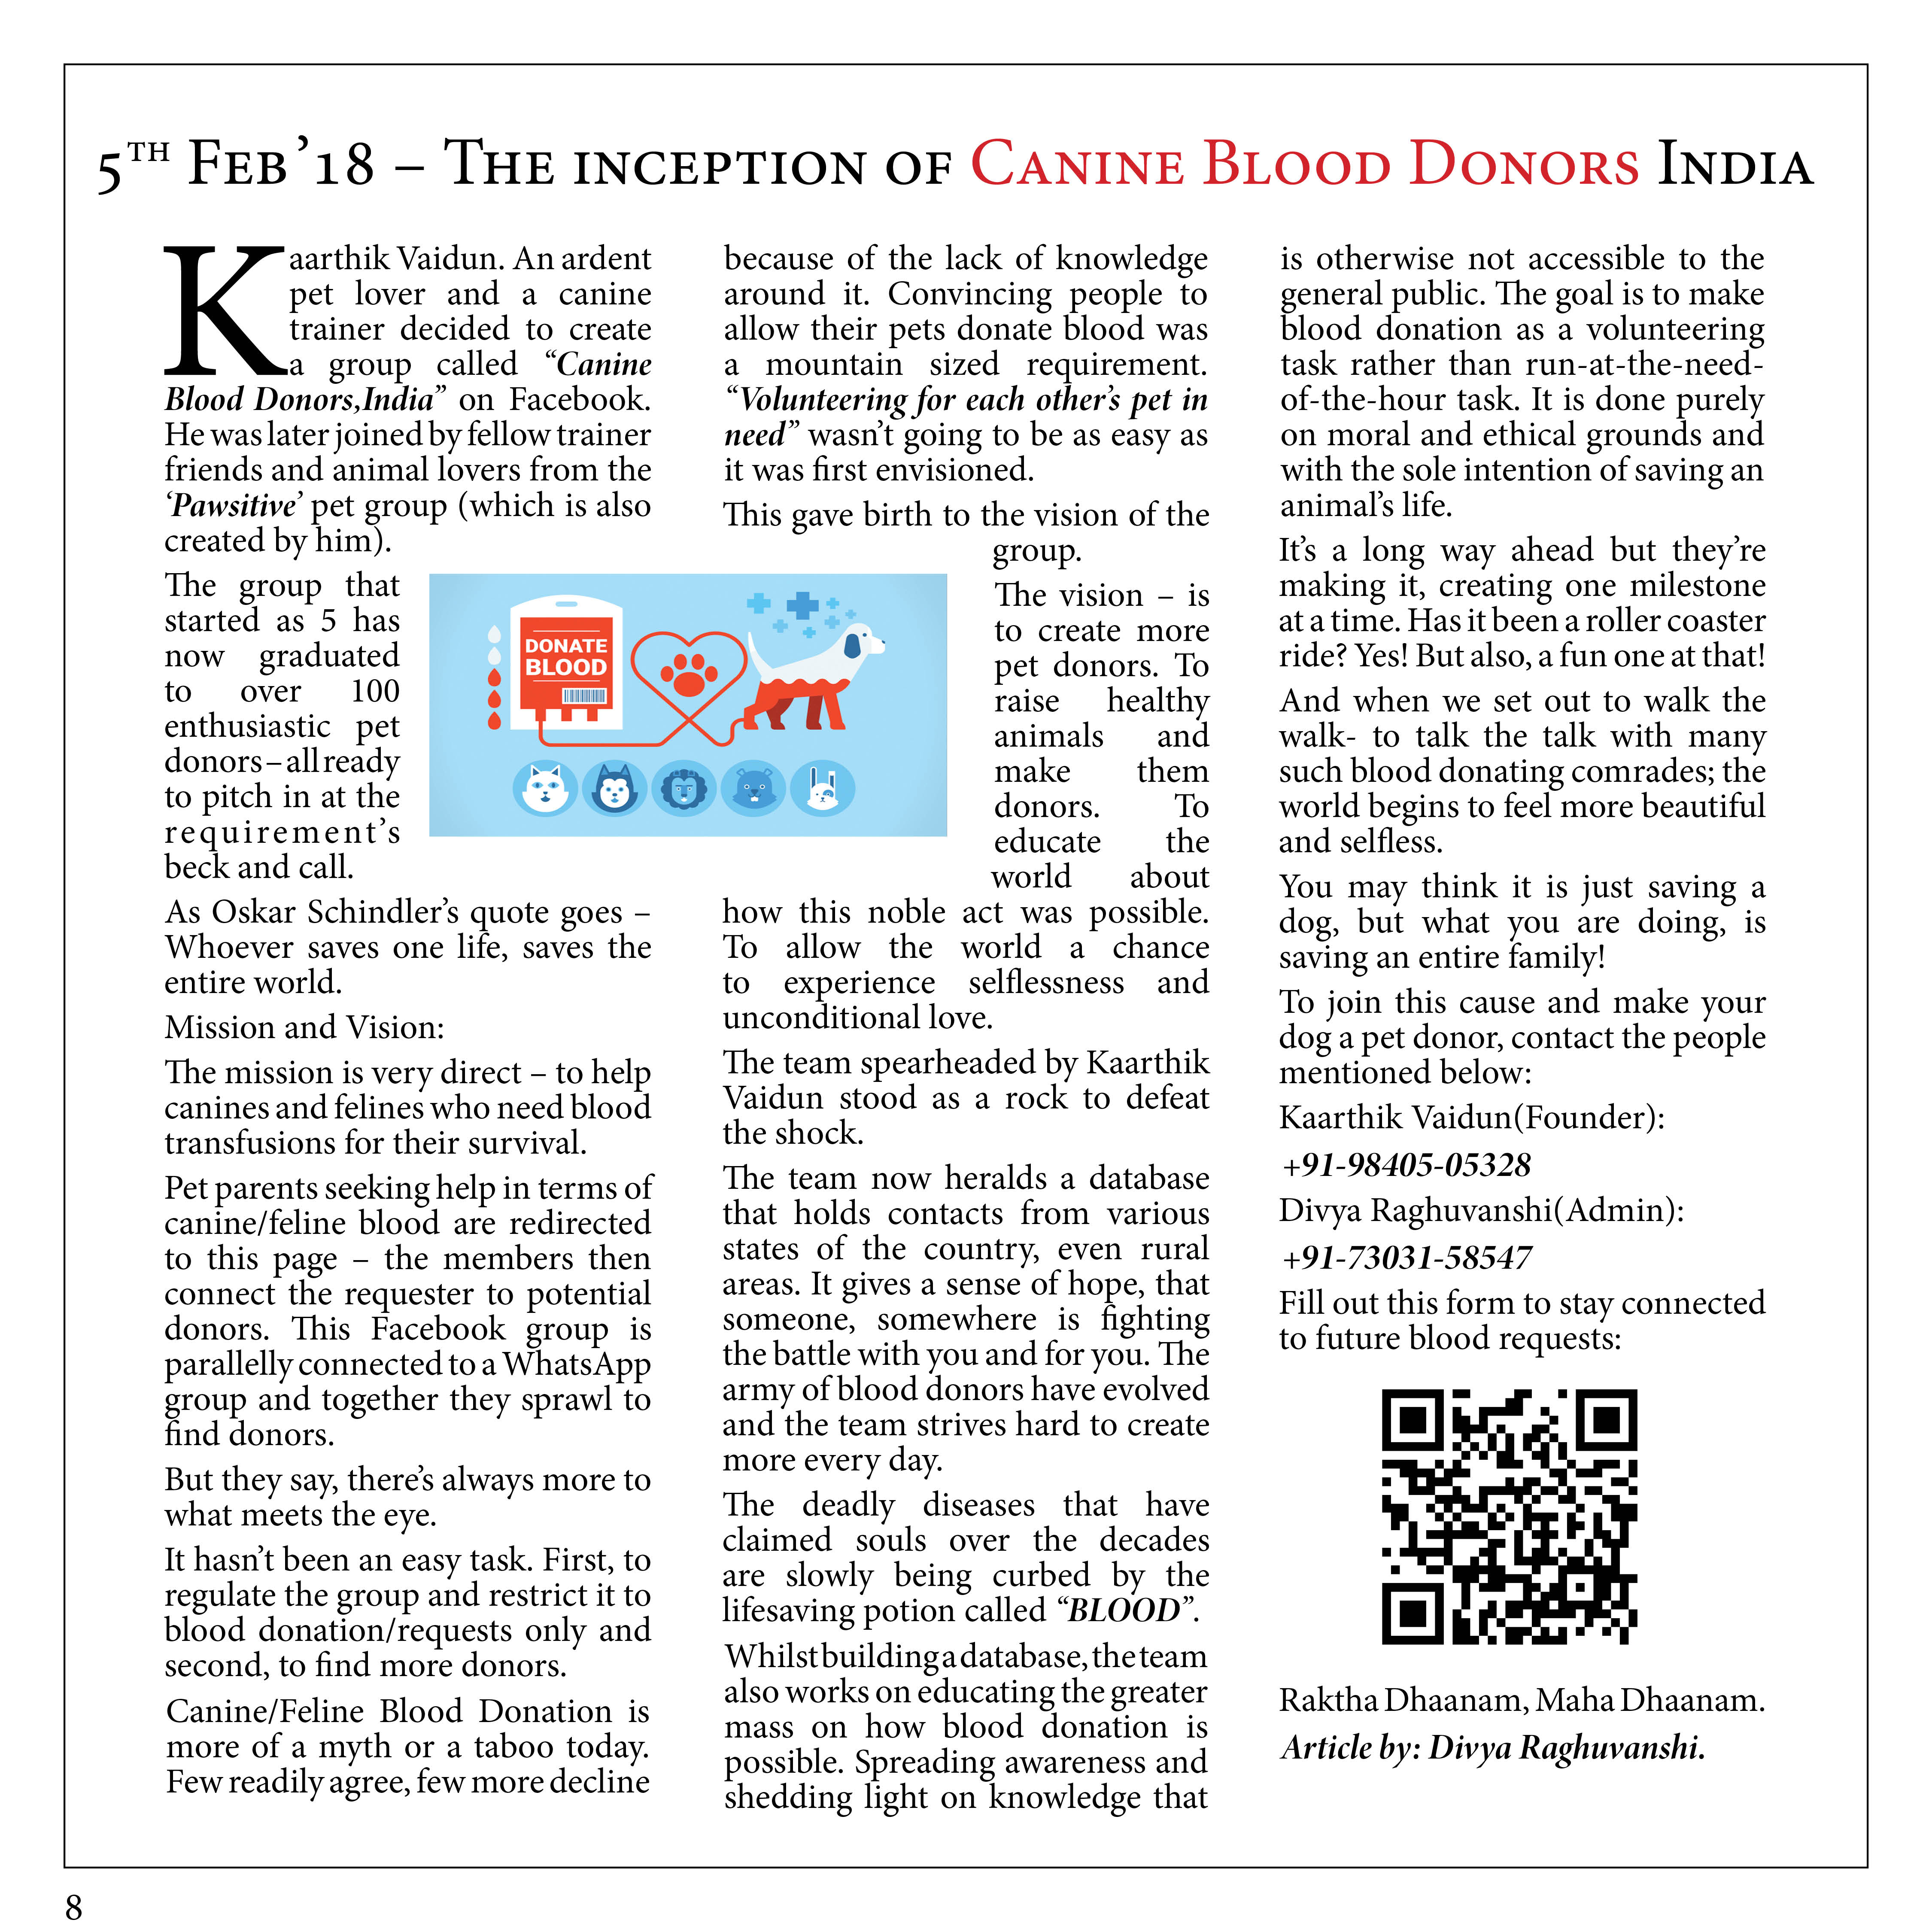 5TH FEB'18 – THE INCEPTION OF CANINE BLOOD DONORS INDIA
Kaarthik Vaidun. An ardent
pet lover and a canine
trainer decided to create
a group called “Canine
Blood Donors,India” on Facebook.
He was later joined by fellow trainer
friends and animal lovers from the
‘Pawsitive’ pet group (which is also
created by him).
The group that
started as 5 has
now graduated
to over 100
enthusiastic pet
donors – all ready
to pitch in at the
requirement’s
beck and call.
As Oskar Schindler’s quote goes –
Whoever saves one life, saves the
entire world.
Mission and Vision:
The mission is very direct – to help
canines and felines who need blood
transfusions for their survival.
Pet parents seeking help in terms of
canine/feline blood are redirected
to this page – the members then
connect the requester to potential
donors. This Facebook group is
parallelly connected to a WhatsApp
group and together they sprawl to
find donors.
But they say, there’s always more to
what meets the eye.
It hasn’t been an easy task. First, to
regulate the group and restrict it to
blood donation/requests only and
second, to find more donors.
Canine/Feline Blood Donation is
more of a myth or a taboo today.
Few readily agree, few more decline
DONATE
BLOOD
because of the lack of knowledge
around it. Convincing people to
allow their pets donate blood was
a mountain sized requirement.
“Volunteering for each other’s pet in
need” wasn’t going to be as easy as
it was first envisioned.
This gave birth to the vision of the
group.
The vision – is
to create more
pet donors. To
raise healthy
animals and
make them
donors. To
educate the
world about
how this noble act was possible.
To allow the world a chance
to experience selflessness and
unconditional love.
The team spearheaded by Kaarthik
Vaidun stood as a rock to defeat
the shock.
The team now heralds a database
that holds contacts from various
states of the country, even rural
areas. It gives a sense of hope, that
someone, somewhere is fighting
the battle with you and for you. The
army of blood donors have evolved
and the team strives hard to create
more every day.
The deadly diseases that have
claimed souls over the decades
are slowly being curbed by the
lifesaving potion called “BLOOD”.
Whilst building a database, the team
also works on educating the greater
mass on how blood donation is
possible. Spreading awareness and
shedding light on knowledge that
is otherwise not accessible to the
general public. The goal is to make
blood donation as a volunteering
task rather than run-at-the-need-
of-the-hour task. It is done purely
on moral and ethical grounds and
with the sole intention of saving an
animal’s life.
It’s a long way ahead but they’re
making it, creating one milestone
at a time. Has it been a roller coaster
ride? Yes! But also, a fun one at that!
And when we set out to walk the
walk- to talk the talk with many
such blood donating comrades; the
world begins to feel more beautiful
and selfless.
You may think it is just saving a
dog, but what you are doing, is
saving an entire family!
To join this cause and make your
dog a pet donor, contact the people
mentioned below:
Kaarthik Vaidun(Founder):
+91-98405-05328
Divya Raghuvanshi(Admin):
+91-73031-58547
Fill out this form to stay connected
to future blood requests:
Raktha Dhaanam, Maha Dhaanam.
Article by: Divya Raghuvanshi.
8